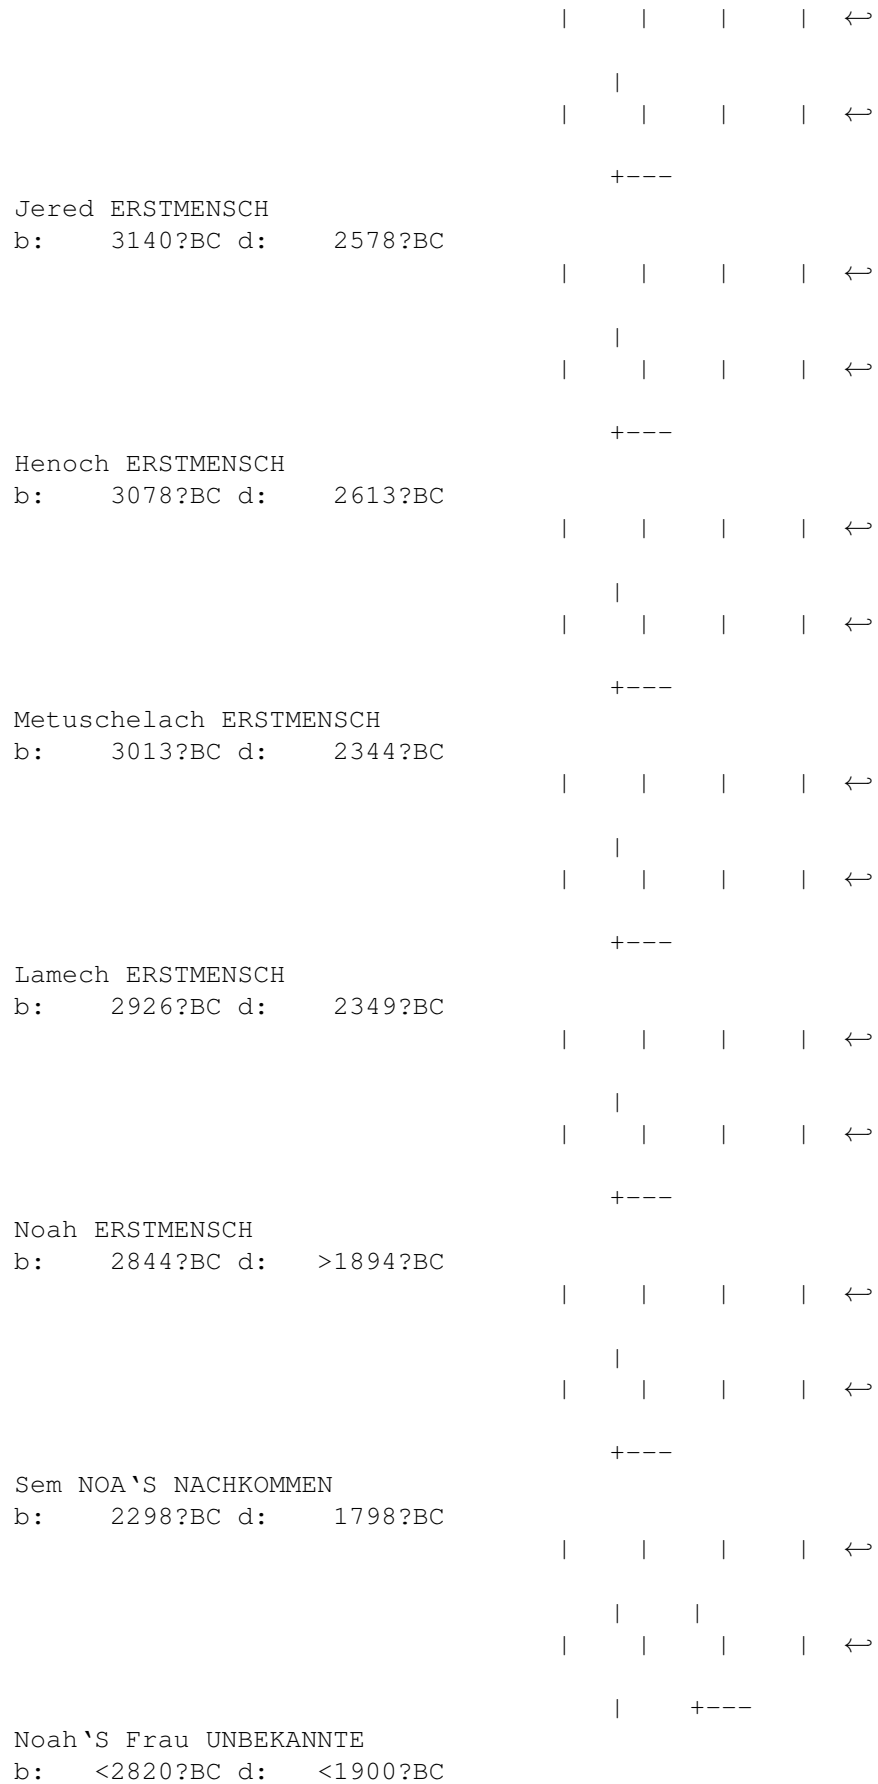 | | | | ↩
|
| | | | ↩
+---
Jered ERSTMENSCH
b: 3140?BC d: 2578?BC
| | | | ↩
|
| | | | ↩
+---
Henoch ERSTMENSCH
b: 3078?BC d: 2613?BC
| | | | ↩
|
| | | | ↩
+---
Metuschelach ERSTMENSCH
b: 3013?BC d: 2344?BC
| | | | ↩
|
| | | | ↩
+---
Lamech ERSTMENSCH
b: 2926?BC d: 2349?BC
| | | | ↩
|
| | | | ↩
+---
Noah ERSTMENSCH
b: 2844?BC d: >1894?BC
| | | | ↩
|
| | | | ↩
+---
Sem NOA‘S NACHKOMMEN
b: 2298?BC d: 1798?BC
| | | | ↩
| |
| | | | ↩
| +---
Noah‘S Frau UNBEKANNTE
b: <2820?BC d: <1900?BC